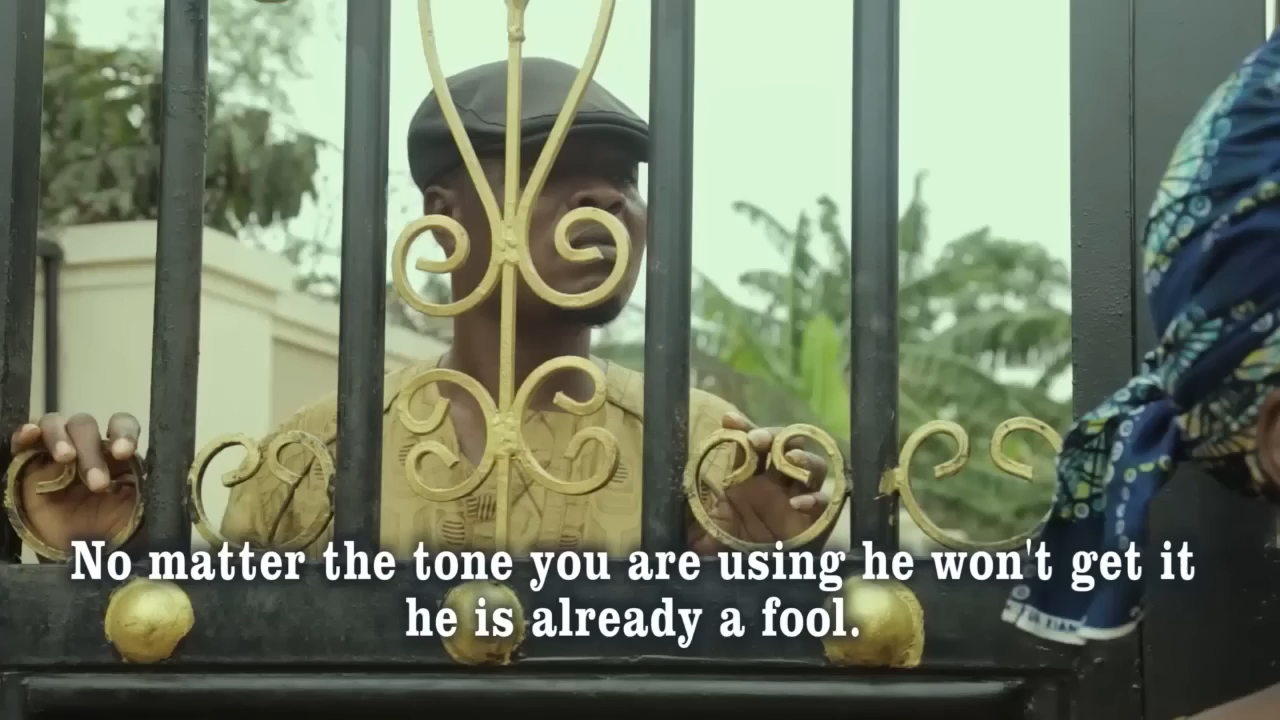 No matter the tone you are using he won't get it
he is already a fool.